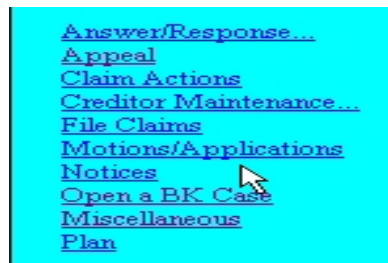 Answer/Response...
Appeal
Claim Actions
Creditor Maintenance...
File Claims
Motions/Applications
Notices
Open a BK Case
Miscellaneous
Plan